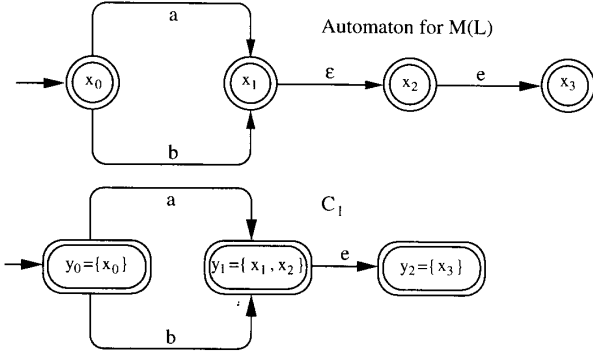 a
Automaton for M(L)
x₀
x₁
ε
x₂
e
x₃
b
a
C₁
y₀={x₀}
y₁={x₁,x₂}
e
y₂={x₃}
b